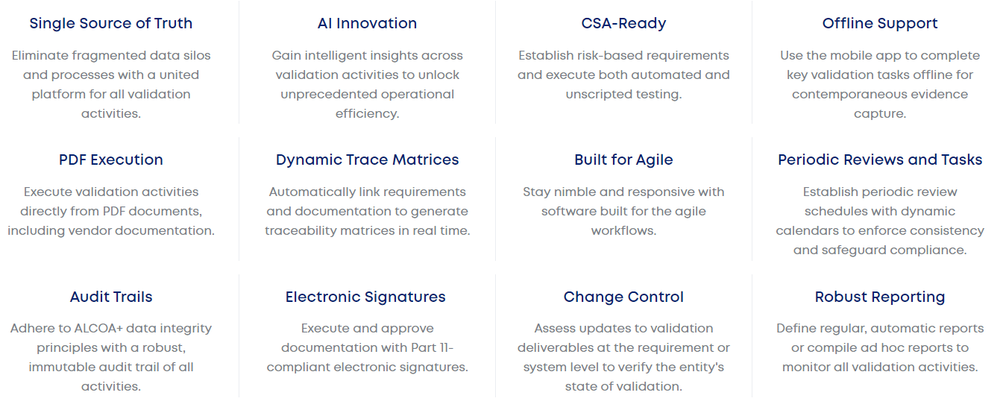 Single Source of Truth
Eliminate fragmented data silos
and processes with a united
platform for all validation
activities.
AI Innovation
Gain intelligent insights across
validation activities to unlock
unprecedented operational
efficiency.
CSA-Ready
Establish risk-based requirements
and execute both automated and
unscripted testing.
Offline Support
Use the mobile app to complete
key validation tasks offline for
contemporaneous evidence
capture.
PDF Execution
Execute validation activities
directly from PDF documents,
including vendor documentation.
Dynamic Trace Matrices
Automatically link requirements
and documentation to generate
traceability matrices in real time.
Built for Agile
Stay nimble and responsive with
software built for the agile
workflows.
Periodic Reviews and Tasks
Establish periodic review
schedules with dynamic
calendars to enforce consistency
and safeguard compliance.
Audit Trails
Adhere to ALCOA+ data integrity
principles with a robust,
immutable audit trail of all
activities.
Electronic Signatures
Execute and approve
documentation with Part 11-
compliant electronic signatures.
Change Control
Assess updates to validation
deliverables at the requirement or
system level to verify the entity's
state of validation.
Robust Reporting
Define regular, automatic reports
or compile ad hoc reports to
monitor all validation activities.